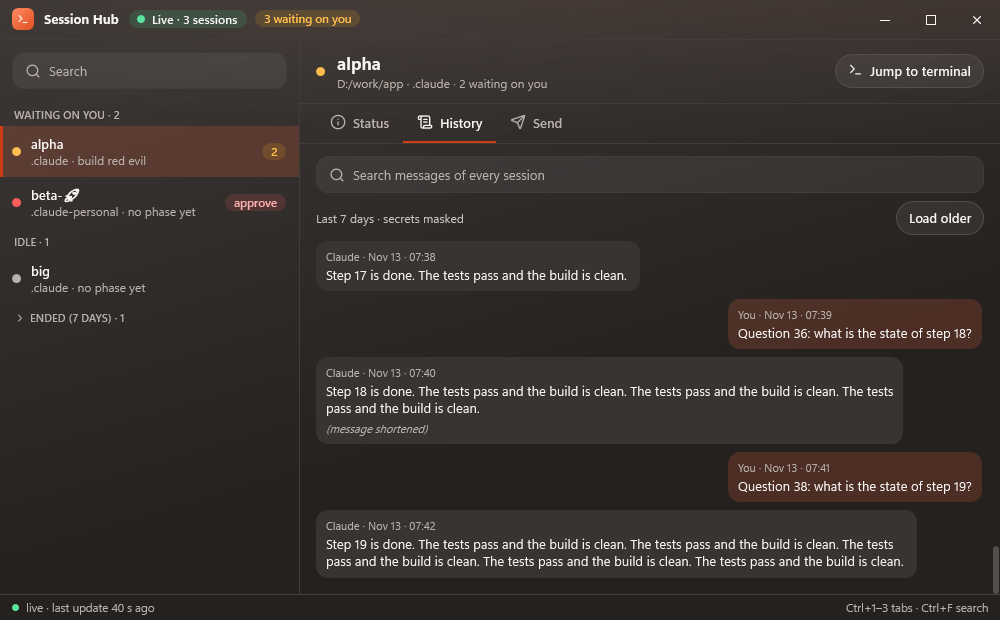 Session Hub
Live · 3 sessions
3 waiting on you
Search
WAITING ON YOU · 2
alpha
.claude · build red evil
2
beta-🚀
.claude-personal · no phase yet
approve
IDLE · 1
big
.claude · no phase yet
ENDED (7 DAYS) · 1
alpha
D:/work/app · .claude · 2 waiting on you
Jump to terminal
Status
History
Send
Search messages of every session
Last 7 days · secrets masked
Load older
Claude · Nov 13 · 07:38
Step 17 is done. The tests pass and the build is clean.
You · Nov 13 · 07:39
Question 36: what is the state of step 18?
Claude · Nov 13 · 07:40
Step 18 is done. The tests pass and the build is clean. The tests pass and the build is clean. The tests
pass and the build is clean.
(message shortened)
You · Nov 13 · 07:41
Question 38: what is the state of step 19?
Claude · Nov 13 · 07:42
Step 19 is done. The tests pass and the build is clean. The tests pass and the build is clean. The tests
pass and the build is clean. The tests pass and the build is clean. The tests pass and the build is clean.
live · last update 40 s ago
Ctrl+1–3 tabs · Ctrl+F search